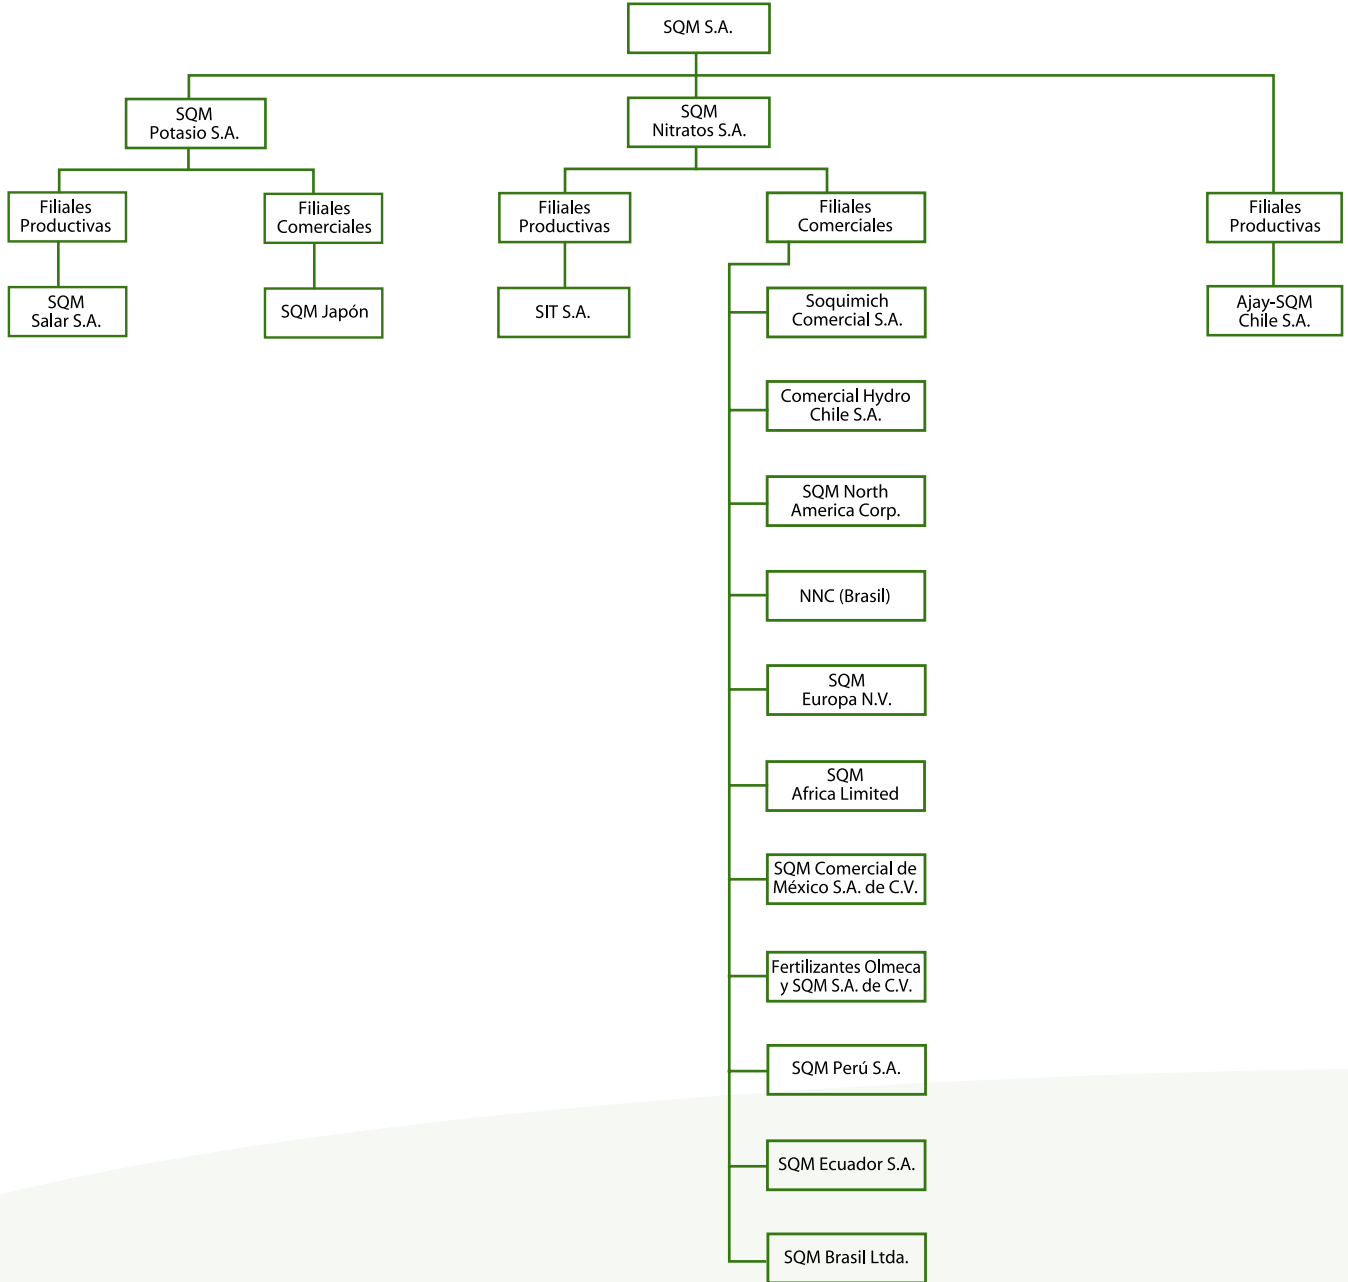 SQM S.A.
SQM
Potasio S.A.
SQM
Nitratos S.A.
Filiales
Productivas
Filiales
Comerciales
Filiales
Productivas
Filiales
Comerciales
Filiales
Productivas
SQM
Salar S.A.
SQM Japón
SIT S.A.
Soquimich
Comercial S.A.
Ajay-SQM
Chile S.A.
Comercial Hydro
Chile S.A.
SQM North
America Corp.
NNC (Brasil)
SQM
Europa N.V.
SQM
Africa Limited
SQM Comercial de
México S.A. de C.V.
Fertilizantes Olmeca
y SQM S.A. de C.V.
SQM Perú S.A.
SQM Ecuador S.A.
SQM Brasil Ltda.